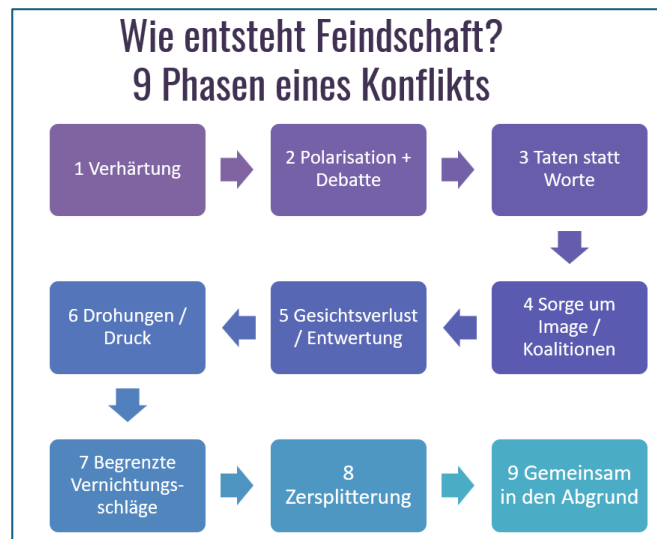 Wie entsteht Feindschaft?
9 Phasen eines Konflikts
1 Verhärtung
2 Polarisation +
Debatte
3 Taten statt
Worte
4 Sorge um
Image /
Koalitionen
5 Gesichtsverlust
/ Entwertung
6 Drohungen /
Druck
7 Begrenzte
Vernichtungs-
schläge
8
Zersplitterung
9 Gemeinsam
in den Abgrund